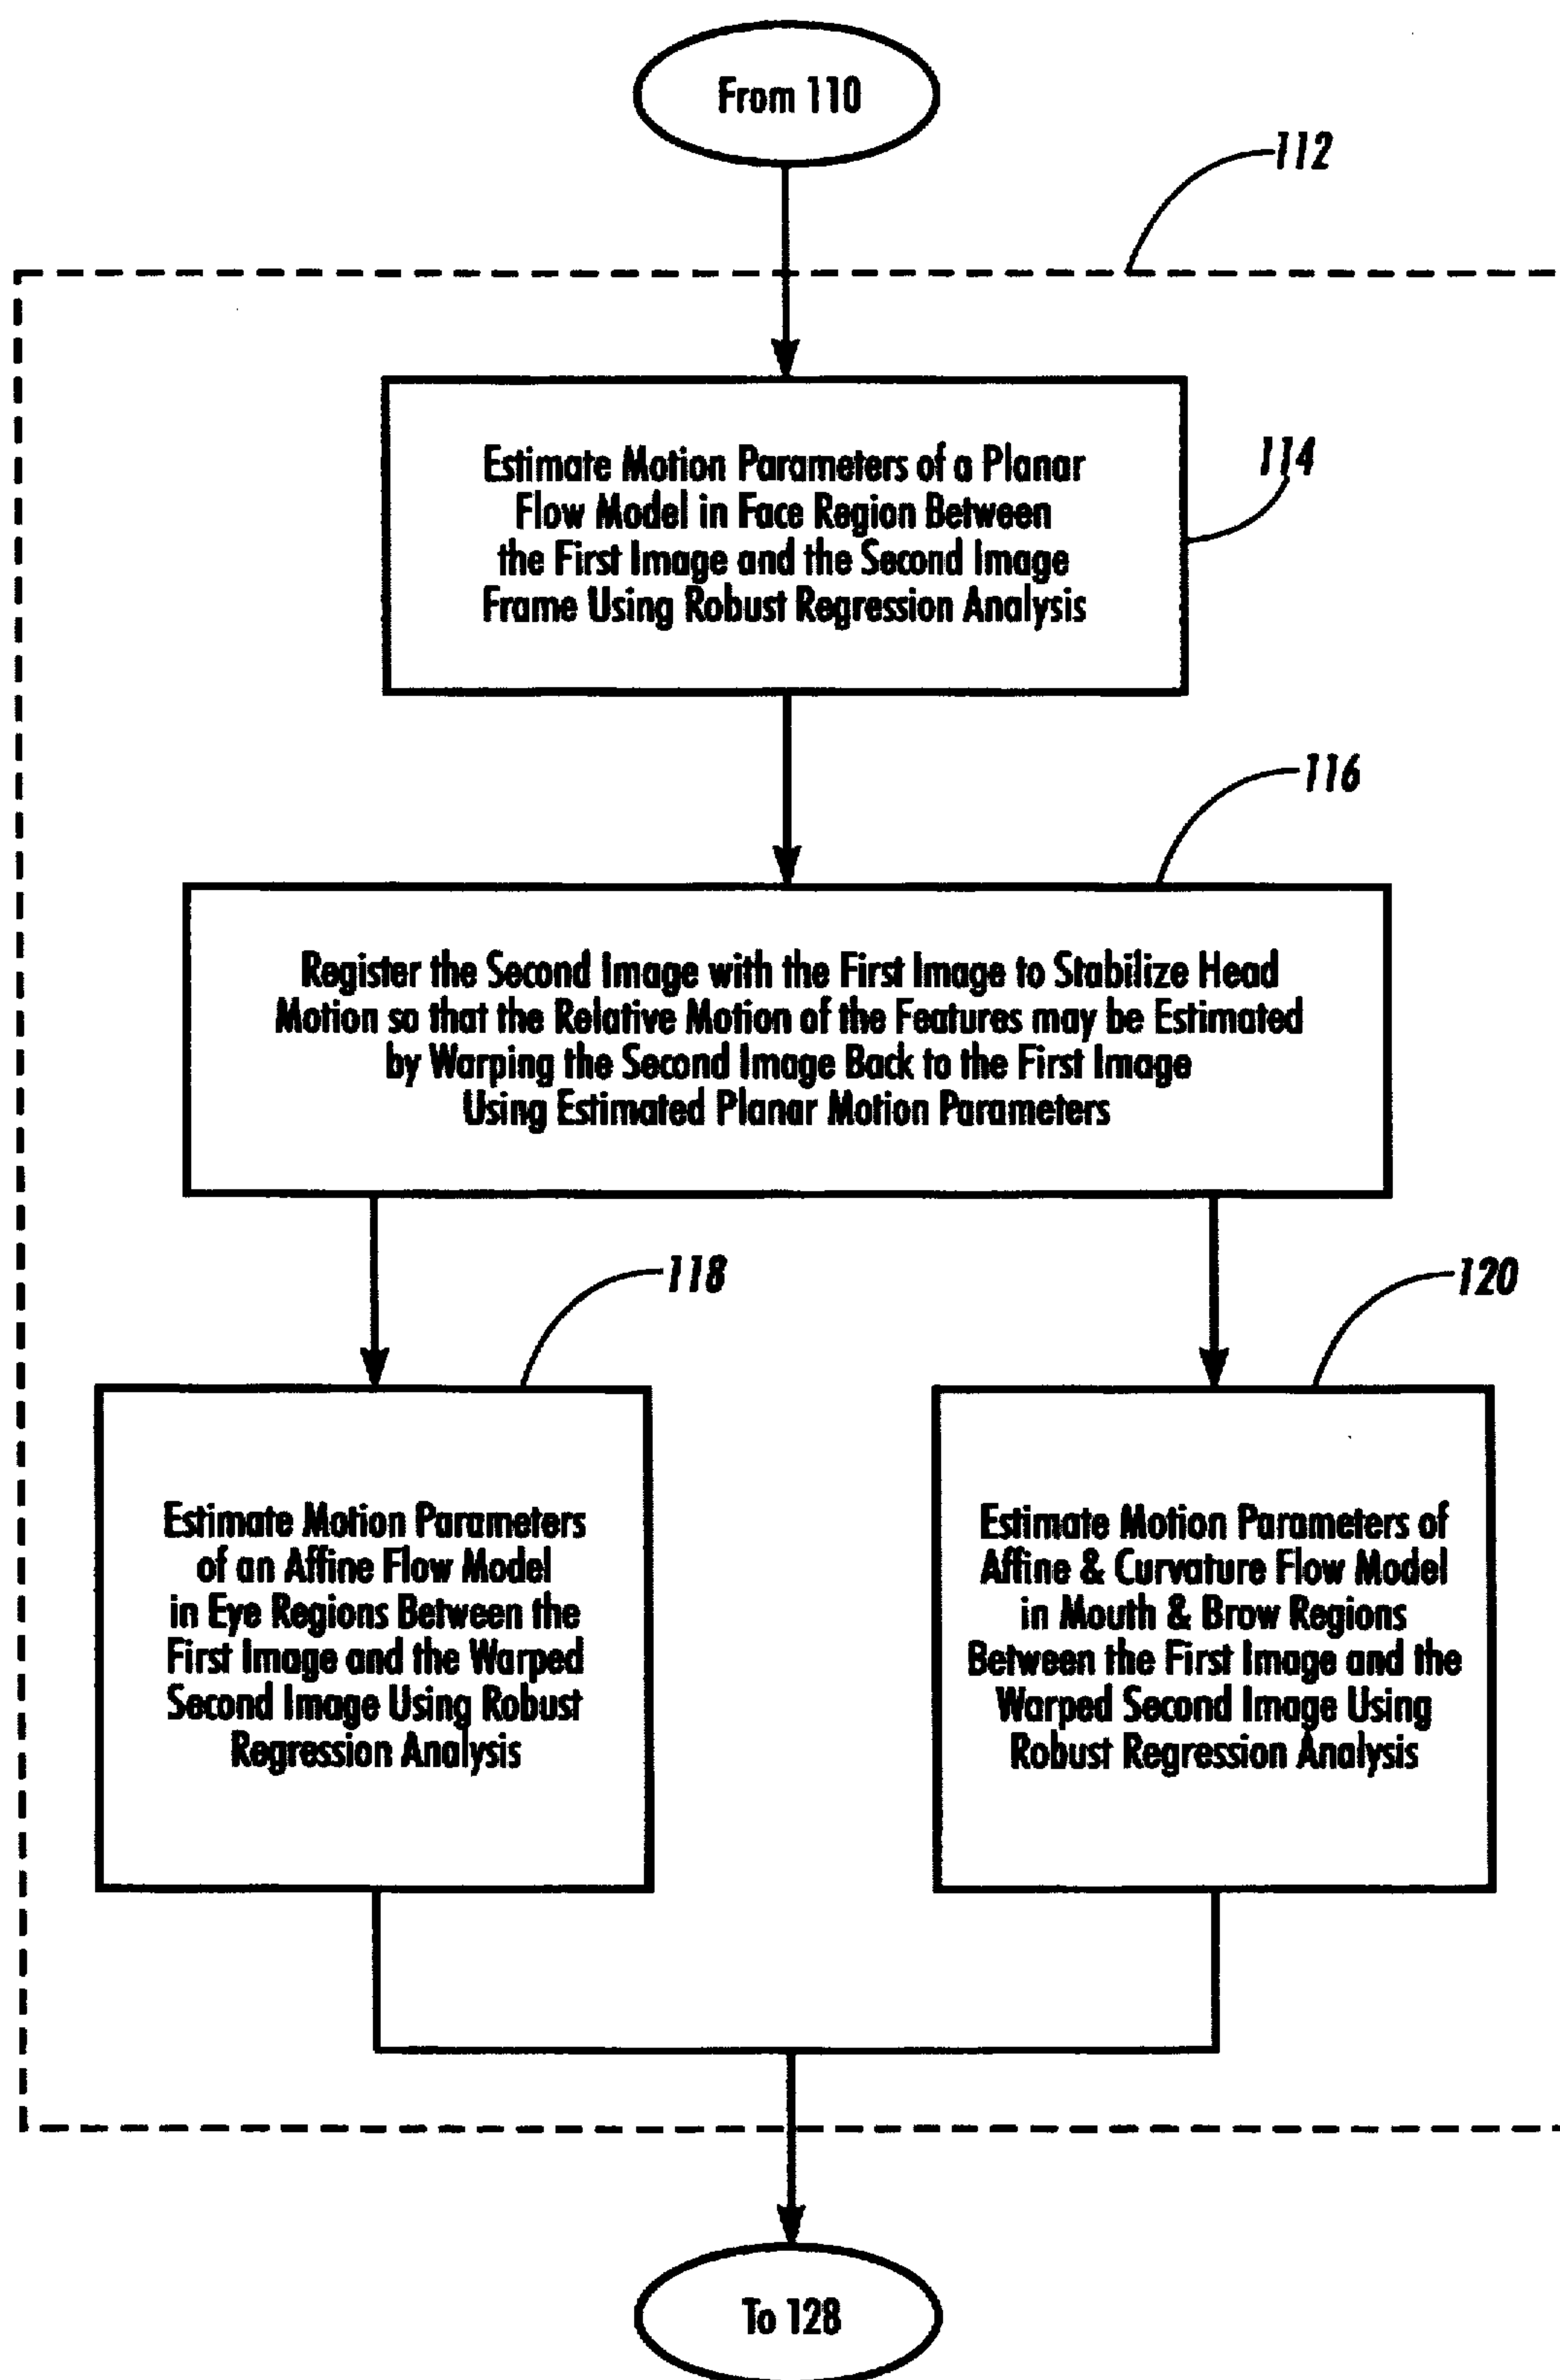 From 110
112
Estimate Motion Parameters of a Planar
Flow Model in Face Region Between
the First Image and the Second Image
Frame Using Robust Regression Analysis
114
116
Register the Second Image with the First Image to Stabilize Head
Motion so that the Relative Motion of the Features may be Estimated
by Warping the Second Image Back to the First Image
Using Estimated Planar Motion Parameters
118
120
Estimate Motion Parameters
of an Affine Flow Model
in Eye Regions Between the
First Image and the Warped
Second Image Using Robust
Regression Analysis
Estimate Motion Parameters of
Affine & Curvature Flow Model
in Mouth & Brow Regions
Between the First Image and the
Warped Second Image Using
Robust Regression Analysis
To 128